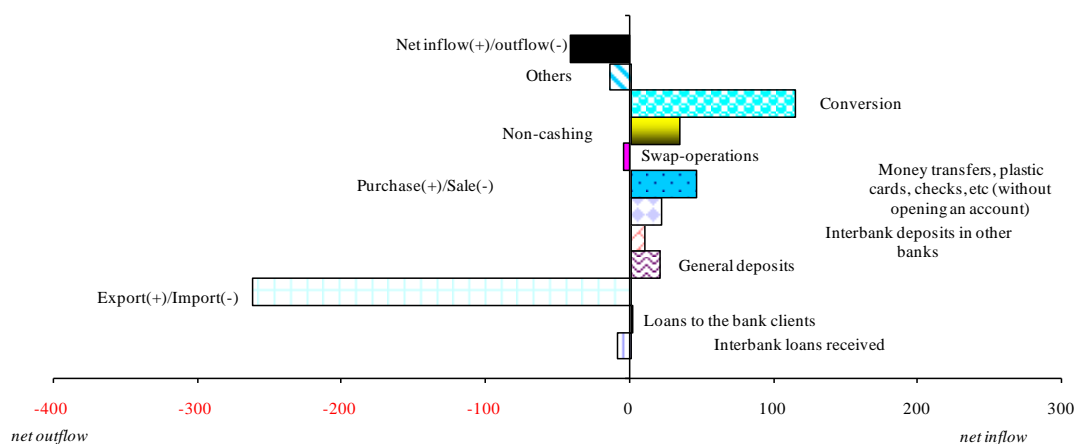 Net inflow(+)/outflow(-)
Others
Conversion
Non-cashing
Swap-operations
Purchase(+)/Sale(-)
Money transfers, plastic
cards, checks, etc (without
opening an account)
Interbank deposits in other
banks
General deposits
Export(+)/Import(-)
Loans to the bank clients
Interbank loans received
-400 -300 -200 -100 0 100 200 300
net outflow net inflow